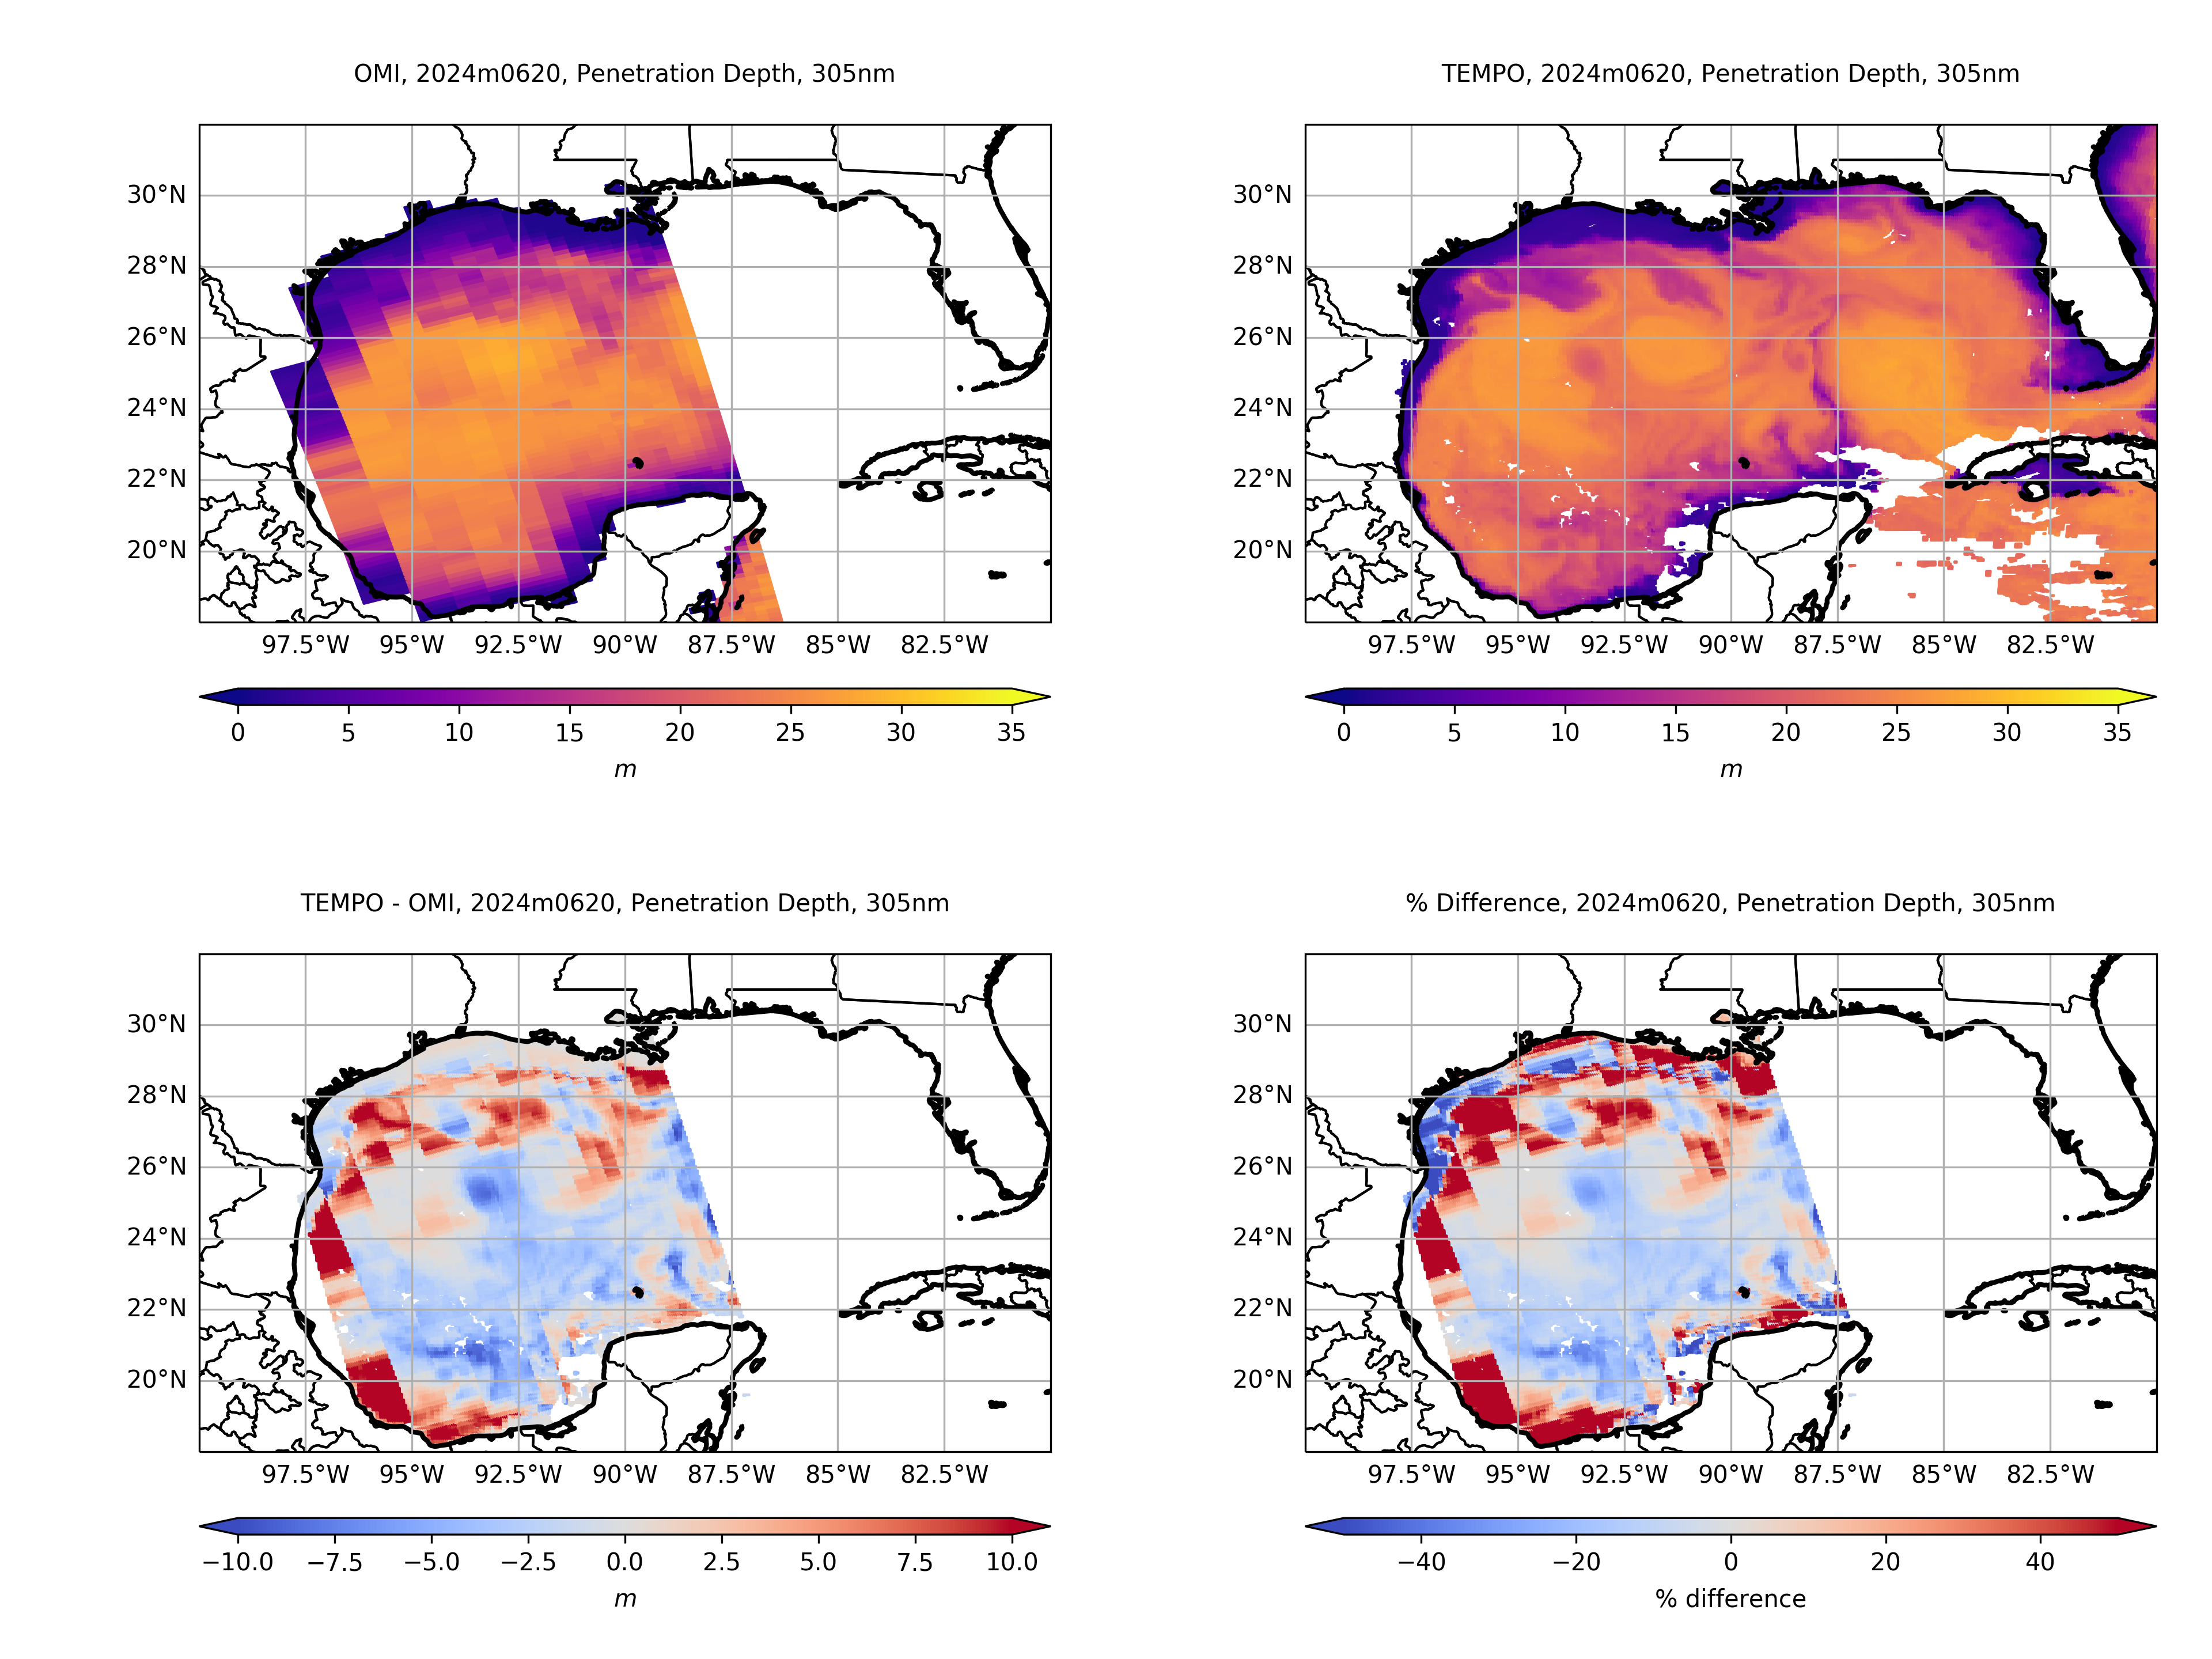 OMI, 2024m0620, Penetration Depth, 305nm
30°N
28°N
26°N
24°N
22°N
20°N
97.5°W 95°W 92.5°W 90°W 87.5°W 85°W 82.5°W
0 5 10 15 20 25 30 35
m
TEMPO, 2024m0620, Penetration Depth, 305nm
30°N
28°N
26°N
24°N
22°N
20°N
97.5°W 95°W 92.5°W 90°W 87.5°W 85°W 82.5°W
0 5 10 15 20 25 30 35
m
TEMPO - OMI, 2024m0620, Penetration Depth, 305nm
30°N
28°N
26°N
24°N
22°N
20°N
97.5°W 95°W 92.5°W 90°W 87.5°W 85°W 82.5°W
−10.0 −7.5 −5.0 −2.5 0.0 2.5 5.0 7.5 10.0
m
% Difference, 2024m0620, Penetration Depth, 305nm
30°N
28°N
26°N
24°N
22°N
20°N
97.5°W 95°W 92.5°W 90°W 87.5°W 85°W 82.5°W
−40 −20 0 20 40
% difference